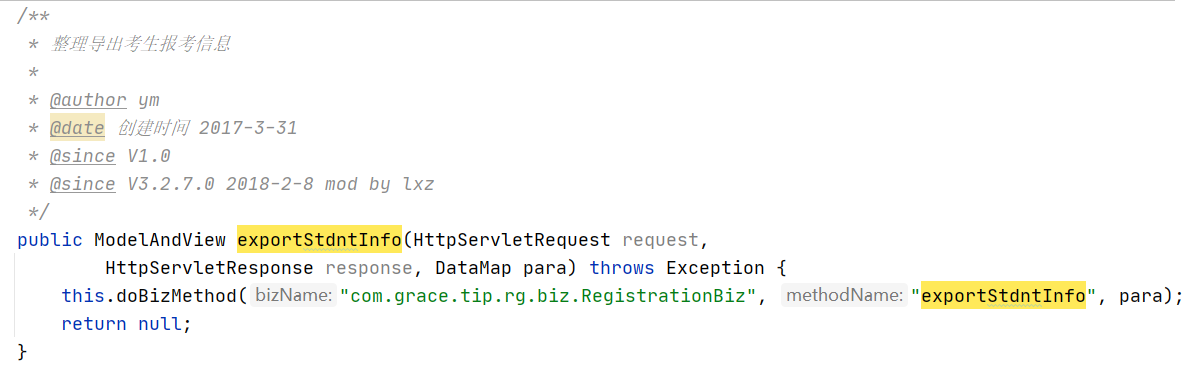 /**
* 整理导出考生报考信息
*
* @author ym
* @date 创建时间 2017-3-31
* @since V1.0
* @since V3.2.7.0 2018-2-8 mod by lxz
*/
public ModelAndView exportStdntInfo(HttpServletRequest request,
HttpServletResponse response, DataMap para) throws Exception {
this.doBizMethod( bizName: "com.grace.tip.rg.biz.RegistrationBiz", methodName: "exportStdntInfo", para);
return null;
}